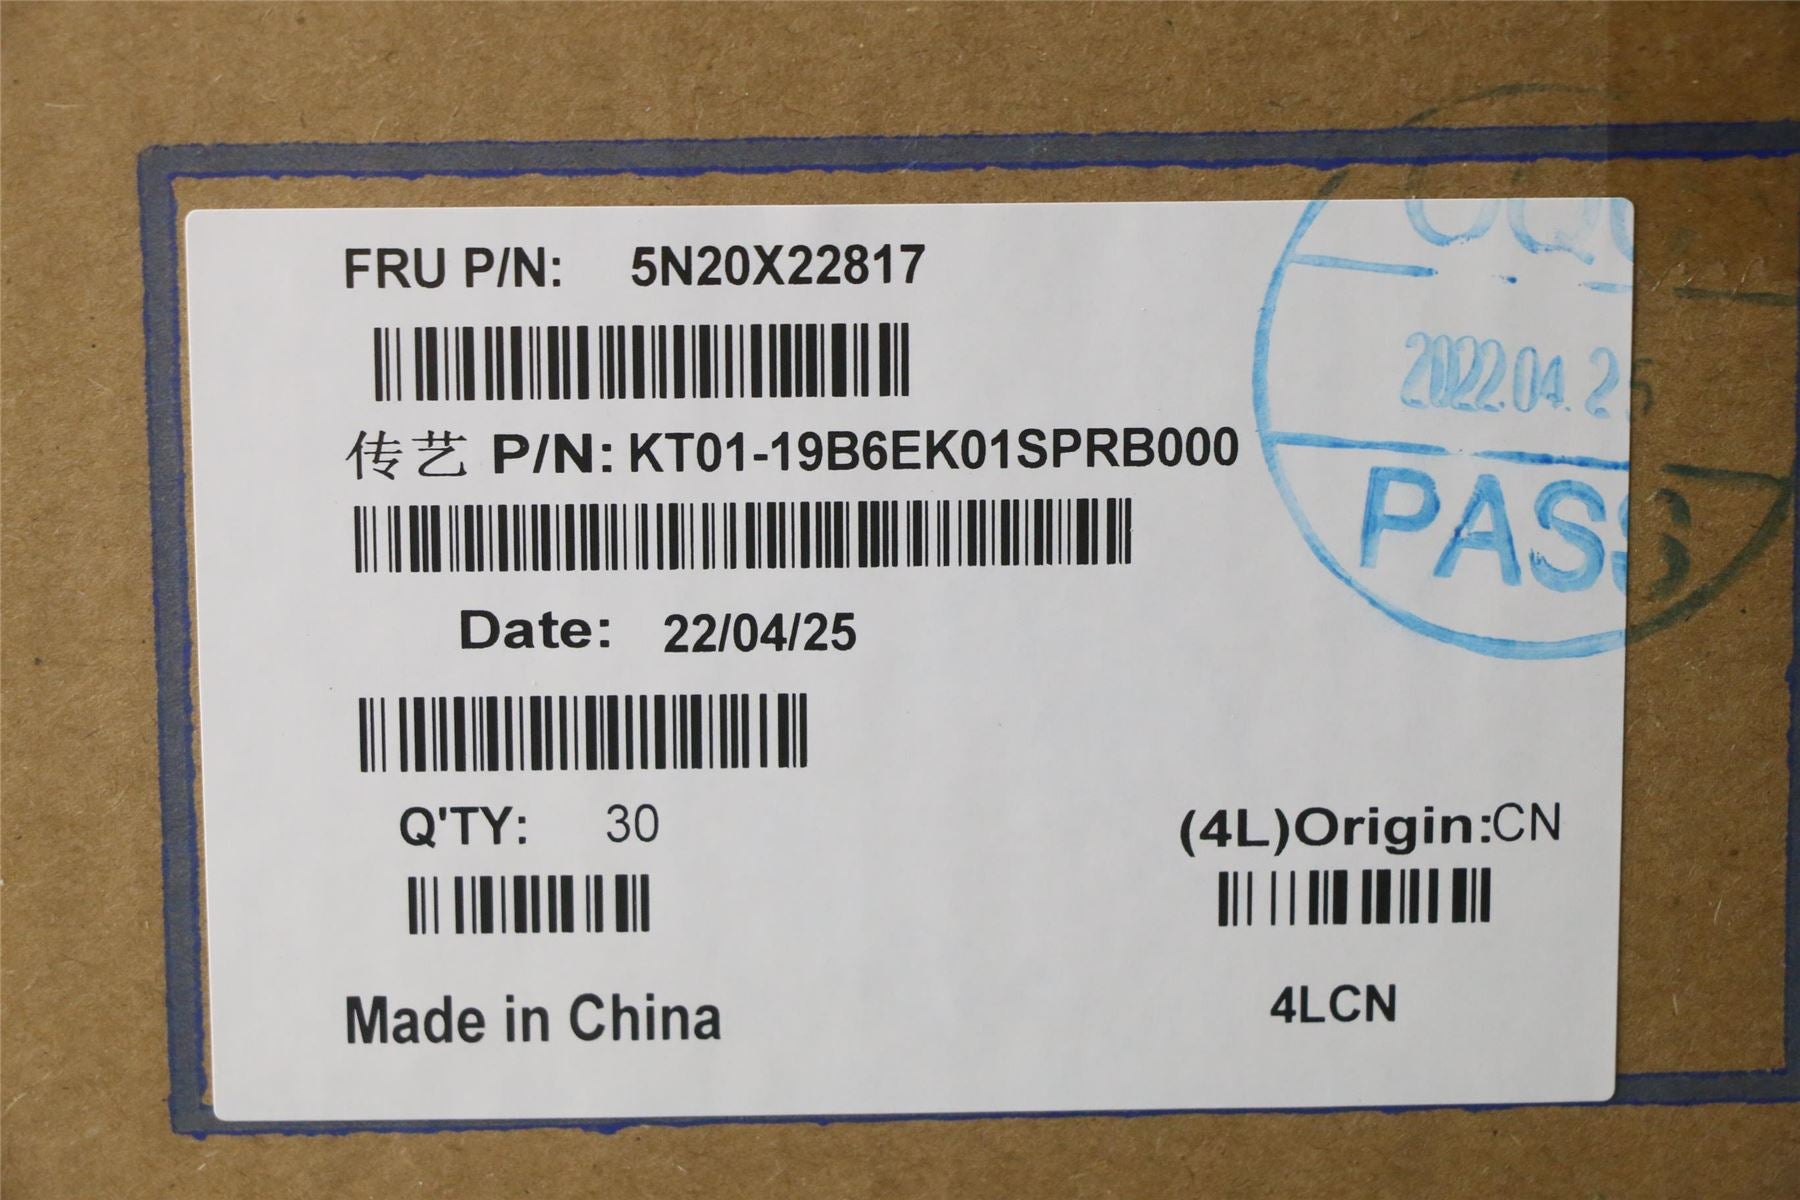 FRU P/N: 5N20X22817
传艺 P/N: KT01-19B6EK01SPRB000
Date: 22/04/25
Q'TY: 30
(4L)Origin:CN
Made in China
4LCN
2022.04.25
PASS